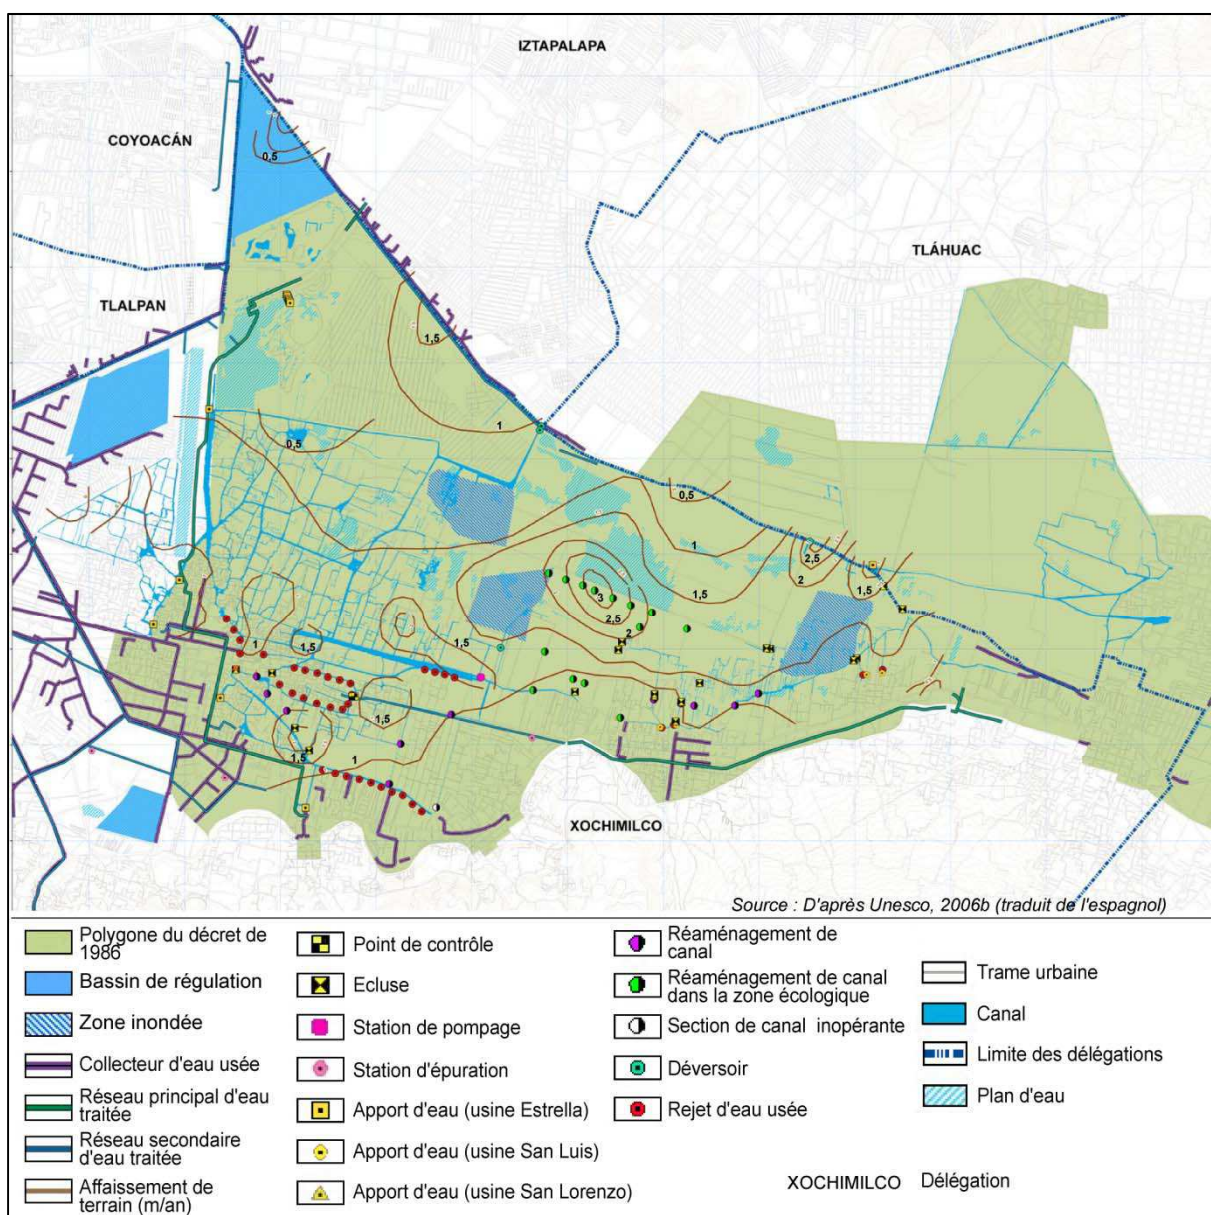 IZTAPALAPA
COYOACÁN
0,5
TLÁHUAC
TLALPAN
1,5
1
0,5
0,5
1
2,5
2
1,5
1,5
3
2,5
2
1
1,5
1,5
1,5
1,5
1
XOCHIMILCO
Source : D'après Unesco, 2006b (traduit de l'espagnol)
Polygone du décret de
1986
Bassin de régulation
Zone inondée
Collecteur d'eau usée
Réseau principal d'eau
traitée
Réseau secondaire
d'eau traitée
Affaissement de
terrain (m/an)
Point de contrôle
Ecluse
Station de pompage
Station d'épuration
Apport d'eau (usine Estrella)
Apport d'eau (usine San Luis)
Apport d'eau (usine San Lorenzo)
Réaménagement de
canal
Réaménagement de canal
dans la zone écologique
Section de canal inopérante
Déversoir
Rejet d'eau usée
Trame urbaine
Canal
Limite des délégations
Plan d'eau
XOCHIMILCO Délégation